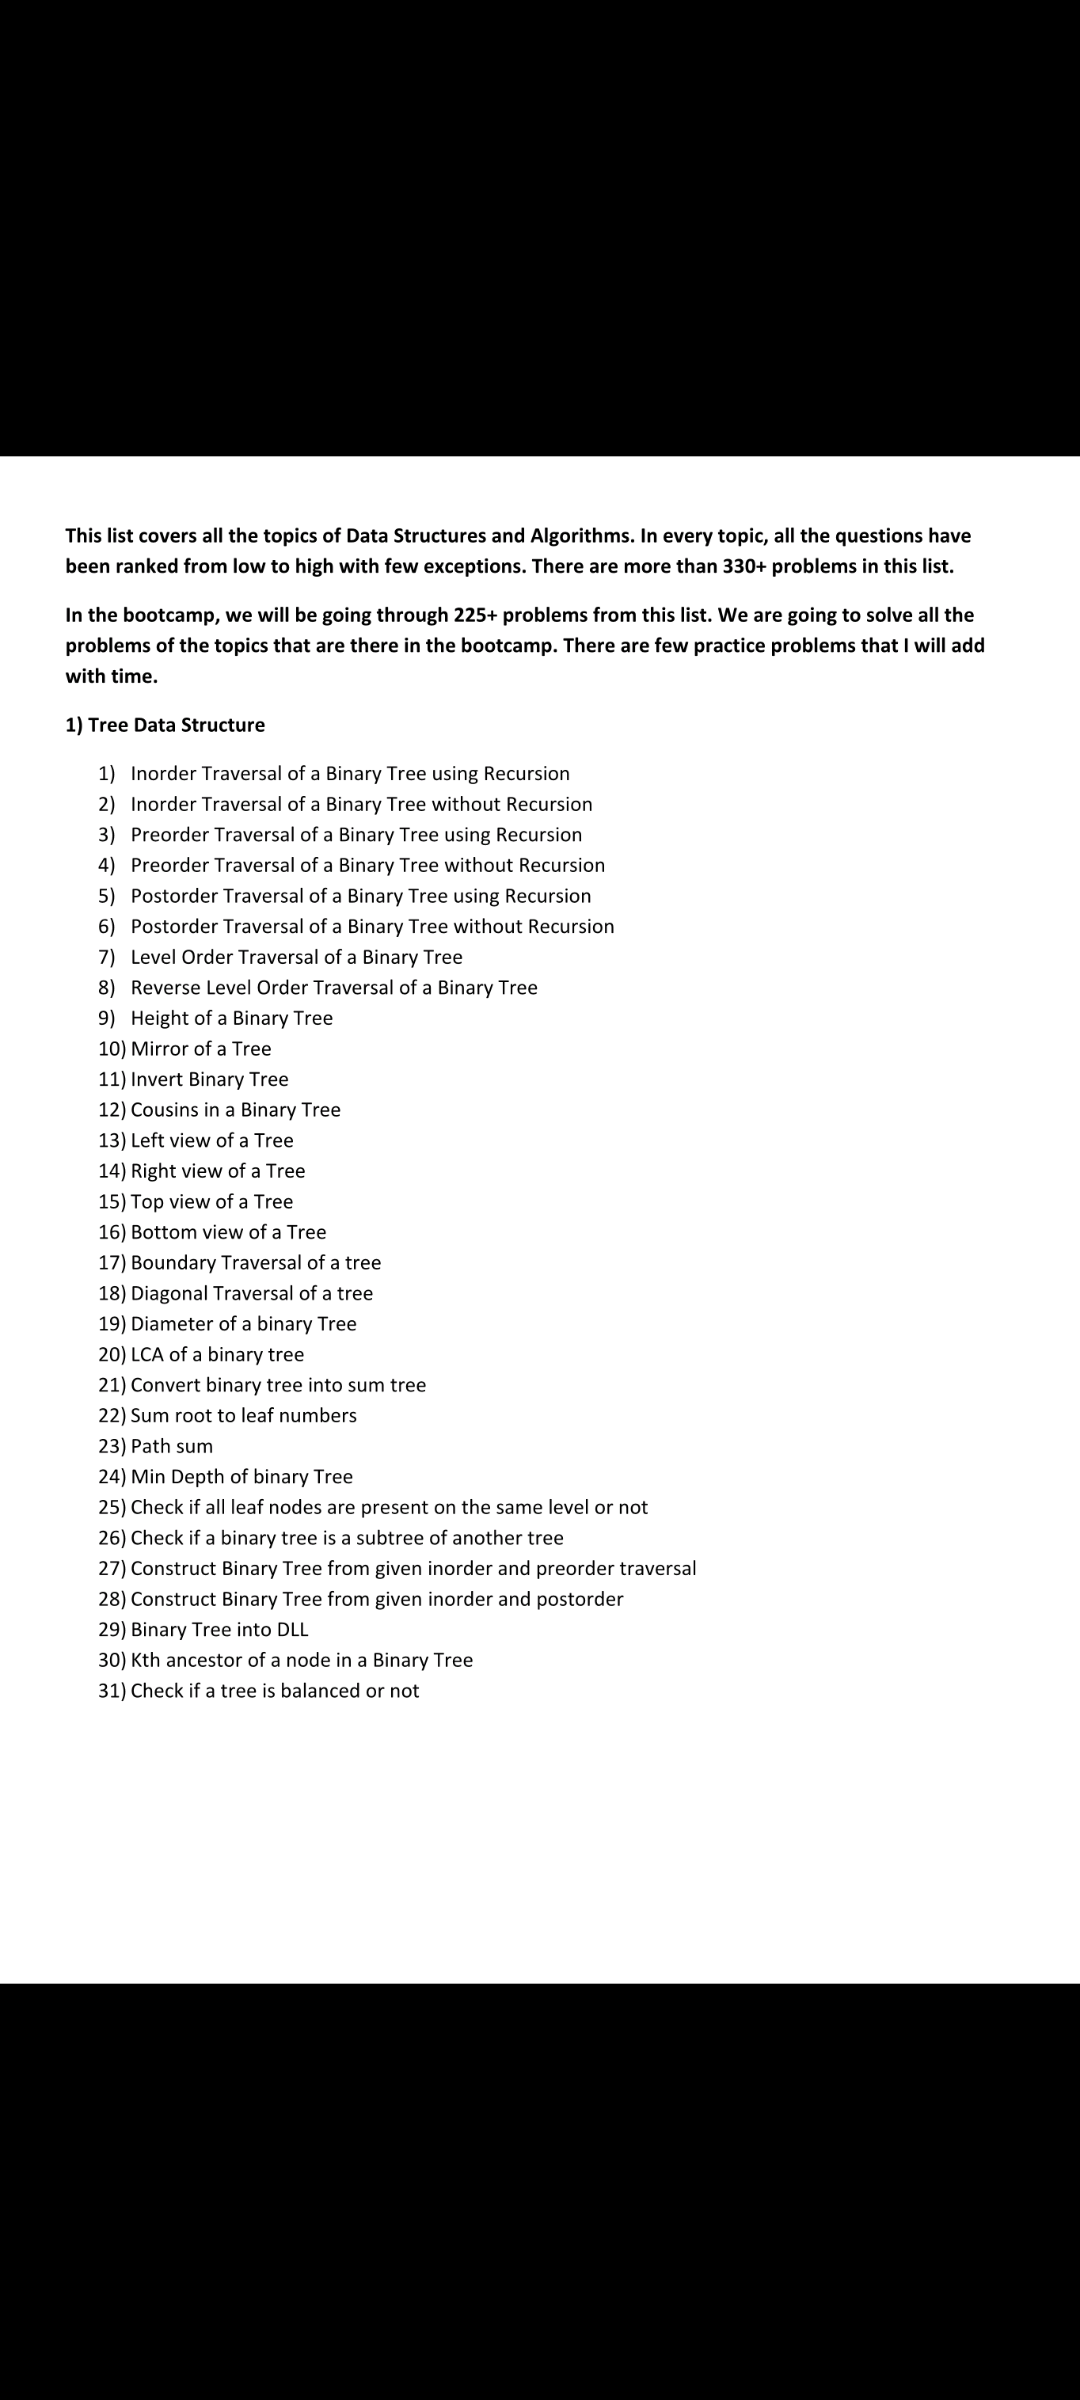 This list covers all the topics of Data Structures and Algorithms. In every topic, all the questions have
been ranked from low to high with few exceptions. There are more than 330+ problems in this list.
In the bootcamp, we will be going through 225+ problems from this list. We are going to solve all the
problems of the topics that are there in the bootcamp. There are few practice problems that I will add
with time.
1) Tree Data Structure
1) Inorder Traversal of a Binary Tree using Recursion
2) Inorder Traversal of a Binary Tree without Recursion
3) Preorder Traversal of a Binary Tree using Recursion
4) Preorder Traversal of a Binary Tree without Recursion
5) Postorder Traversal of a Binary Tree using Recursion
6) Postorder Traversal of a Binary Tree without Recursion
7) Level Order Traversal of a Binary Tree
8) Reverse Level Order Traversal of a Binary Tree
9) Height of a Binary Tree
10) Mirror of a Tree
11) Invert Binary Tree
12) Cousins in a Binary Tree
13) Left view of a Tree
14) Right view of a Tree
15) Top view of a Tree
16) Bottom view of a Tree
17) Boundary Traversal of a tree
18) Diagonal Traversal of a tree
19) Diameter of a binary Tree
20) LCA of a binary tree
21) Convert binary tree into sum tree
22) Sum root to leaf numbers
23) Path sum
24) Min Depth of binary Tree
25) Check if all leaf nodes are present on the same level or not
26) Check if a binary tree is a subtree of another tree
27) Construct Binary Tree from given inorder and preorder traversal
28) Construct Binary Tree from given inorder and postorder
29) Binary Tree into DLL
30) Kth ancestor of a node in a Binary Tree
31) Check if a tree is balanced or not